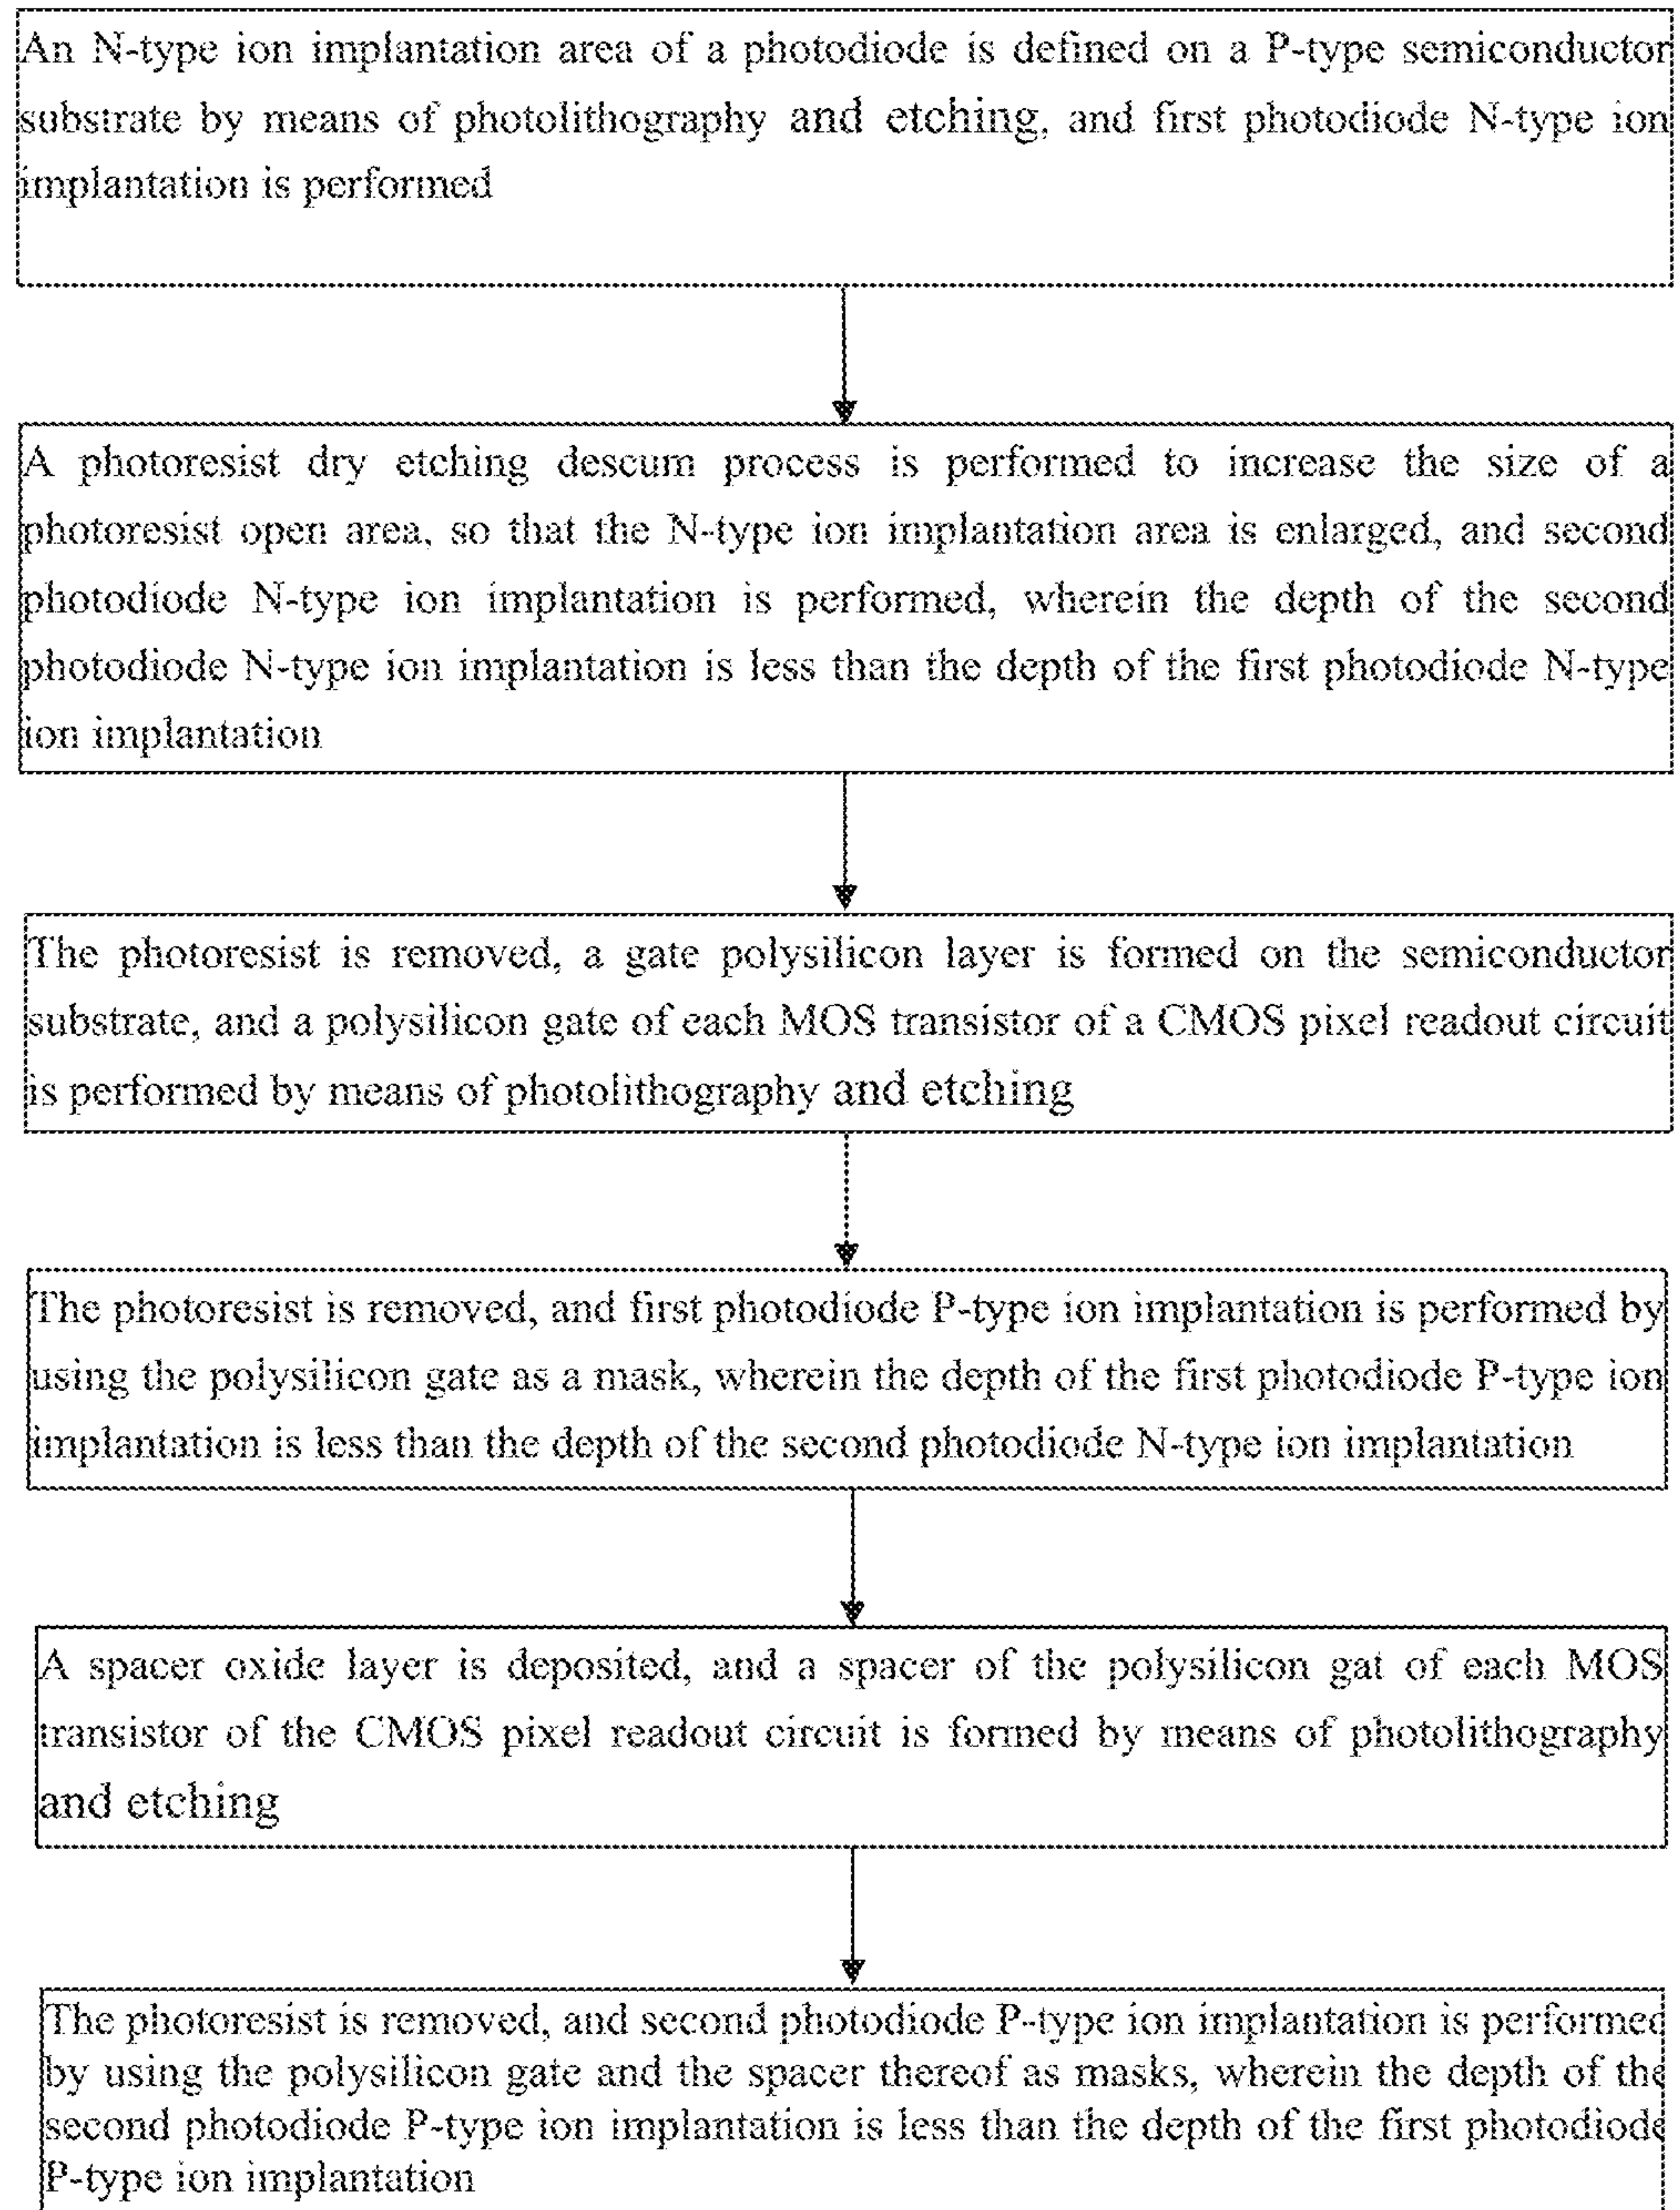 An N-type ion implantation area of a photodiode is defined on a P-type semiconductor
substrate by means of photolithography and etching, and first photodiode N-type ion
implantation is performed
A photoresist dry etching descum process is performed to increase the size of a
photoresist open area, so that the N-type ion implantation area is enlarged, and second
photodiode N-type ion implantation is performed, wherein the depth of the second
photodiode N-type ion implantation is less than the depth of the first photodiode N-type
ion implantation
The photoresist is removed, a gate polysilicon layer is formed on the semiconductor
substrate, and a polysilicon gate of each MOS transistor of a CMOS pixel readout circuit
is performed by means of photolithography and etching
The photoresist is removed, and first photodiode P-type ion implantation is performed by
using the polysilicon gate as a mask, wherein the depth of the first photodiode P-type ion
implantation is less than the depth of the second photodiode N-type ion implantation
A spacer oxide layer is deposited, and a spacer of the polysilicon gat of each MOS
transistor of the CMOS pixel readout circuit is formed by means of photolithography
and etching
The photoresist is removed, and second photodiode P-type ion implantation is performed
by using the polysilicon gate and the spacer thereof as masks, wherein the depth of the
second photodiode P-type ion implantation is less than the depth of the first photodiode
P-type ion implantation